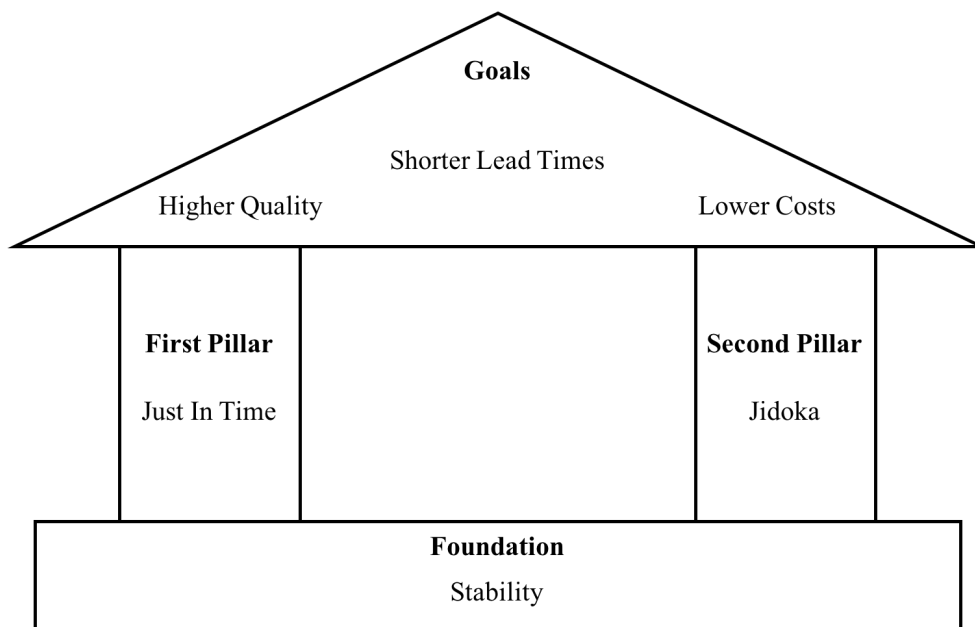 Goals
Shorter Lead Times
Higher Quality
Lower Costs
First Pillar
Just In Time
Second Pillar
Jidoka
Foundation
Stability